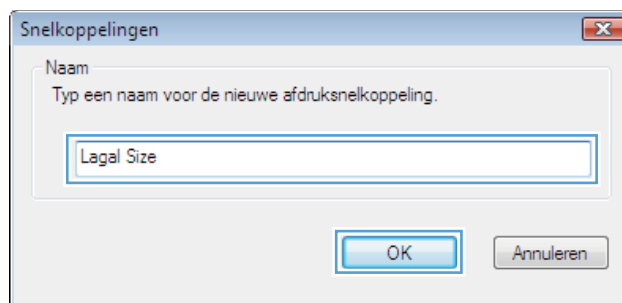 Snelkoppelingen
Naam
Typ een naam voor de nieuwe afdruksnelkoppeling.
Lagal Size
OK
Annuleren